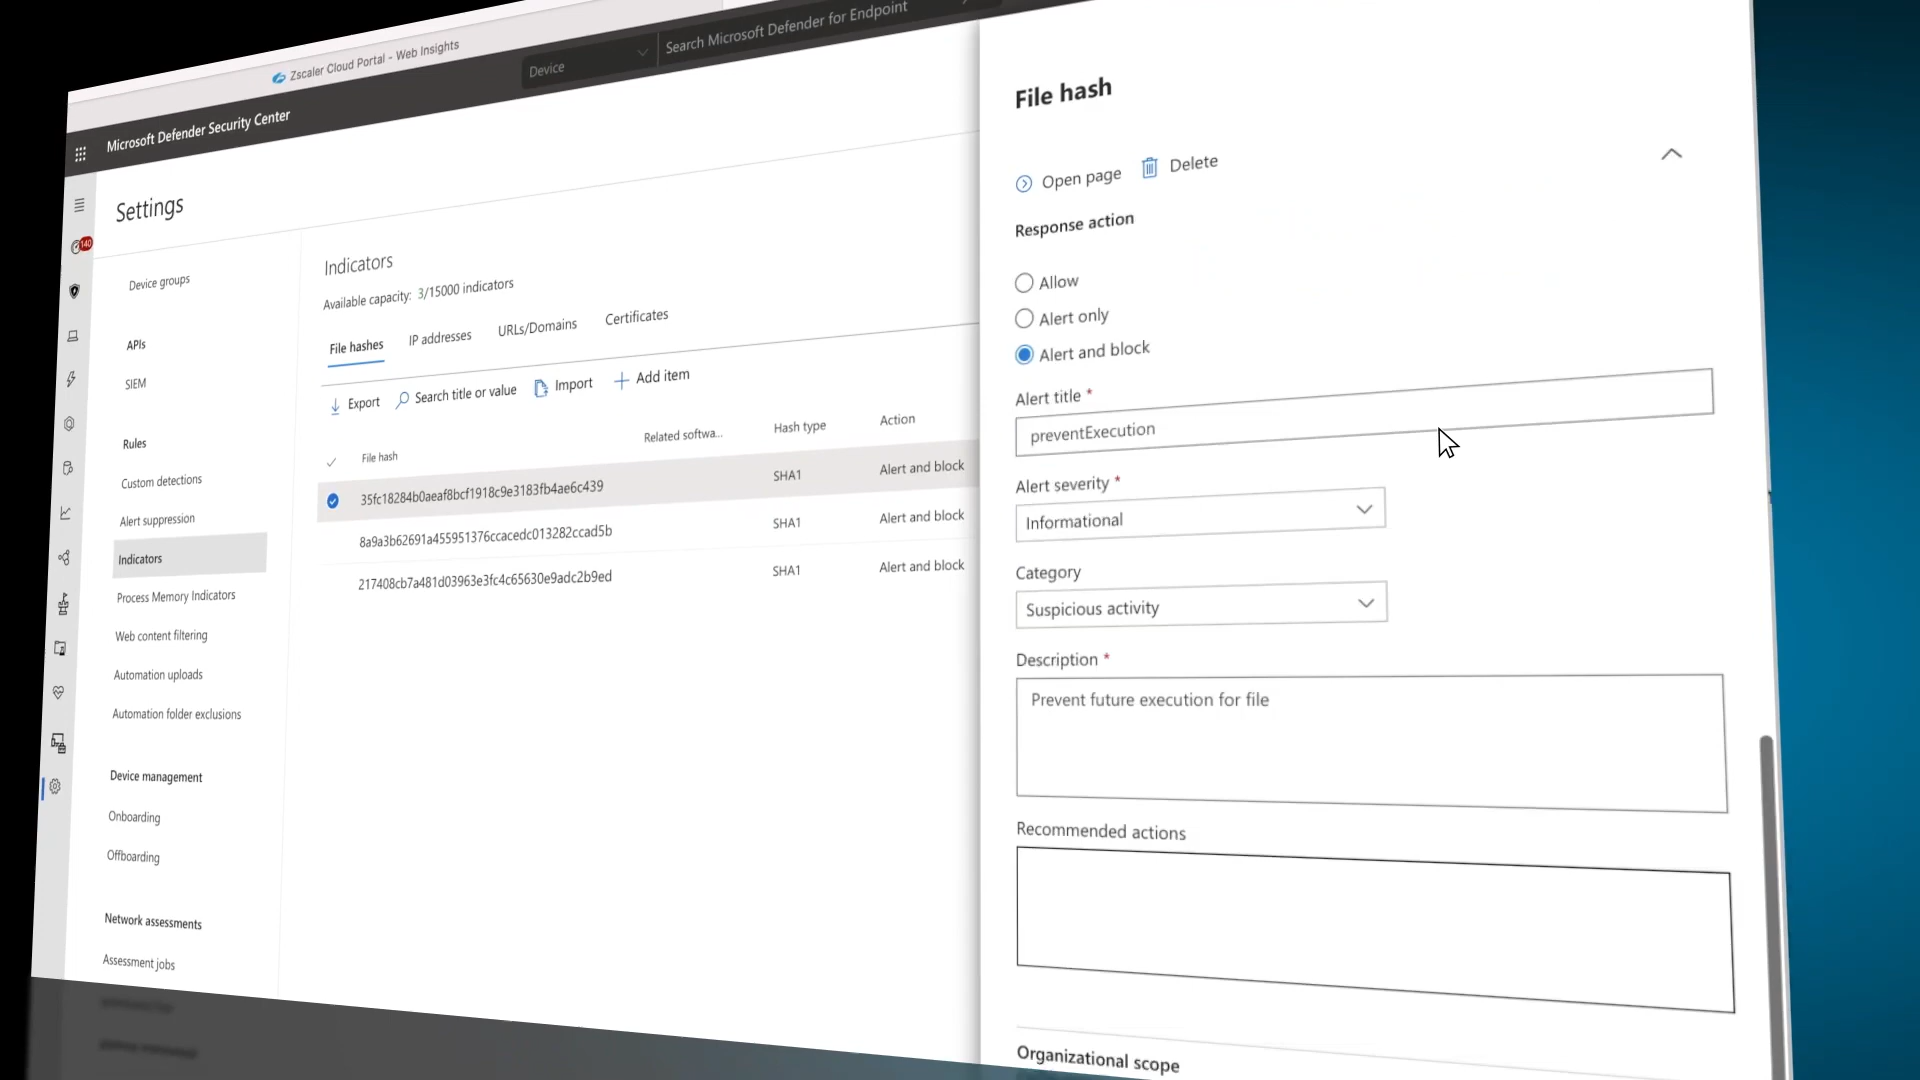 Zscaler Cloud Portal - Web Insights
Device
Search Microsoft Defender for Endpoint
Microsoft Defender Security Center
140
Settings
Device groups
APIs
SIEM
Rules
Custom detections
Alert suppression
Indicators
Process Memory Indicators
Web content filtering
Automation uploads
Automation folder exclusions
Device management
Onboarding
Offboarding
Network assessments
Assessment jobs
Indicators
Available capacity: 3/15000 indicators
File hashes IP addresses URLs/Domains Certificates
Export Search title or value Import Add item
File hash Related softwa... Hash type Action
35fc18284b0aeaf8bcf1918c9e3183fb4ae6c439 SHA1 Alert and block
8a9a3b62691a455951376ccacedc013282ccad5b SHA1 Alert and block
217408cb7a481d03963e3fc4c65630e9adc2b9ed SHA1 Alert and block
File hash
Open page Delete
Response action
Allow
Alert only
Alert and block
Alert title *
preventExecution
Alert severity *
Informational
Category
Suspicious activity
Description *
Prevent future execution for file
Recommended actions
Organizational scope